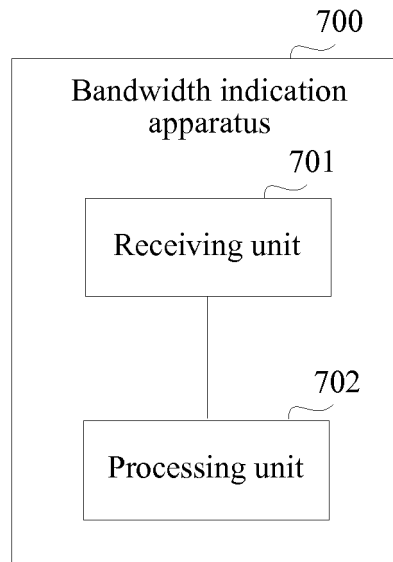 700
Bandwidth indication
apparatus
701
Receiving unit
702
Processing unit